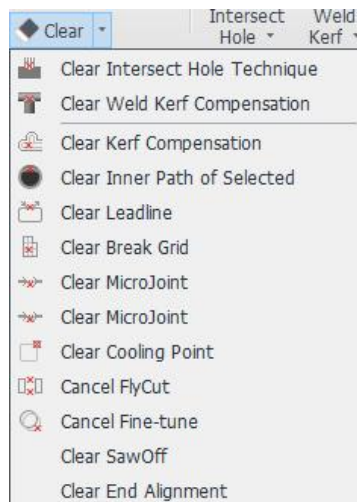 Clear
Intersect
Hole
Weld
Kerf
Clear Intersect Hole Technique
Clear Weld Kerf Compensation
Clear Kerf Compensation
Clear Inner Path of Selected
Clear Leadline
Clear Break Grid
Clear MicroJoint
Clear MicroJoint
Clear Cooling Point
Cancel FlyCut
Cancel Fine-tune
Clear SawOff
Clear End Alignment